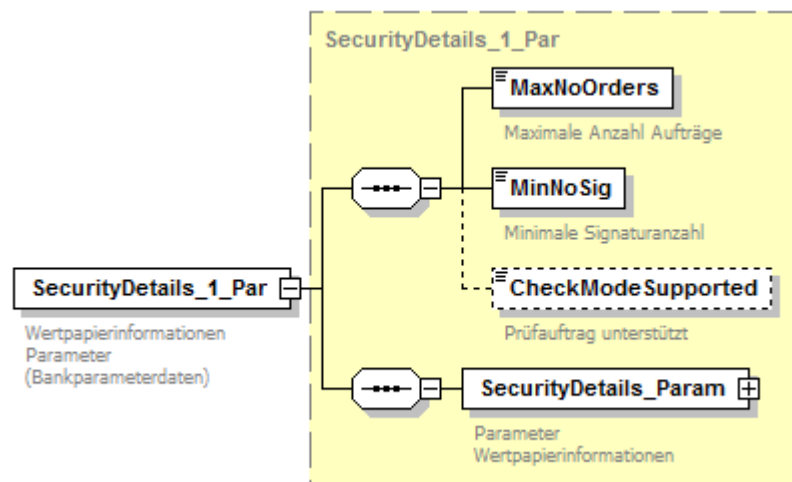 SecurityDetails_1_Par
MaxNoOrders
Maximale Anzahl Aufträge
MinNoSig
Minimale Signaturanzahl
SecurityDetails_1_Par
Wertpapierinformationen
Parameter
(Bankparameterdaten)
CheckModeSupported
Prüfauftrag unterstützt
SecurityDetails_Param
Parameter
Wertpapierinformationen